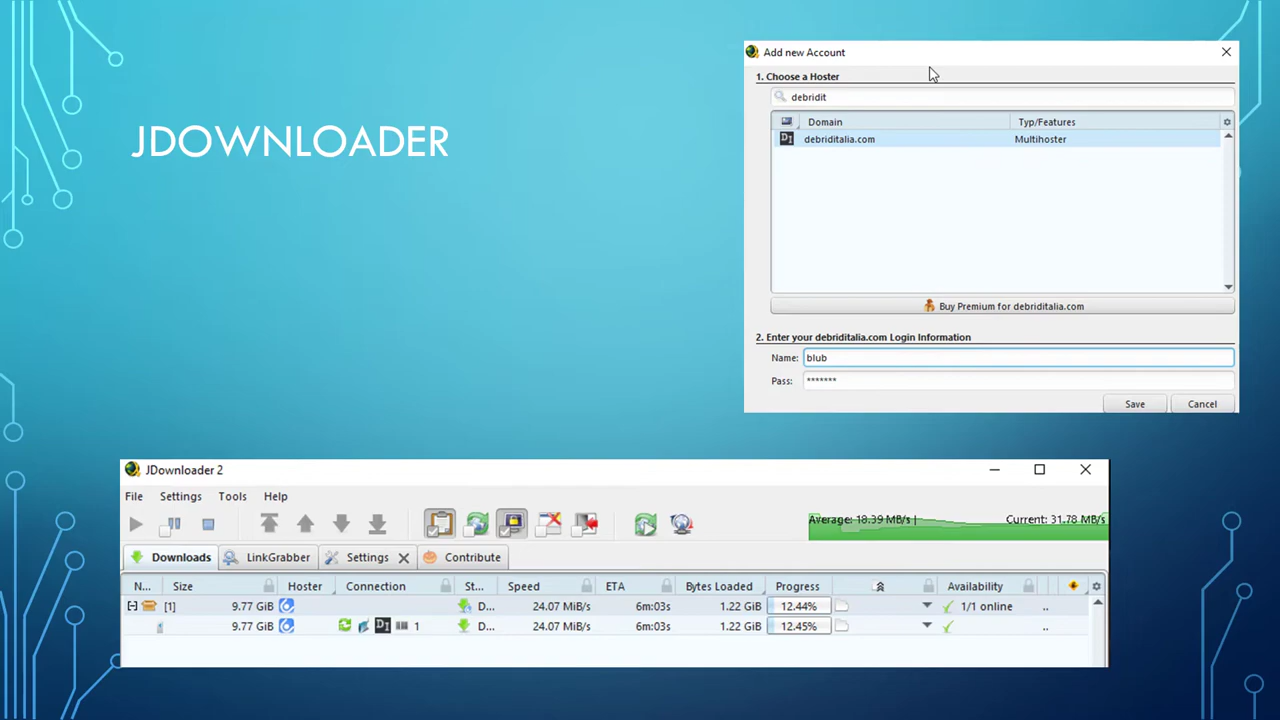 JDOWNLOADER
Add new Account
1. Choose a Hoster
debridit
Domain Typ/Features
DI debriditalia.com Multihoster
Buy Premium for debriditalia.com
2. Enter your debriditalia.com Login Information
Name: blub
Pass: *******
Save Cancel
JDownloader 2
File Settings Tools Help
Average: 18.39 MB/s | Current: 31.78 MB/s
Downloads LinkGrabber Settings Contribute
N... Size Hoster Connection St... Speed ETA Bytes Loaded Progress Availability
[1] 9.77 GiB D... 24.07 MiB/s 6m:03s 1.22 GiB 12.44% 1/1 online ..
9.77 GiB DI 1 D... 24.07 MiB/s 6m:03s 1.22 GiB 12.45% ..